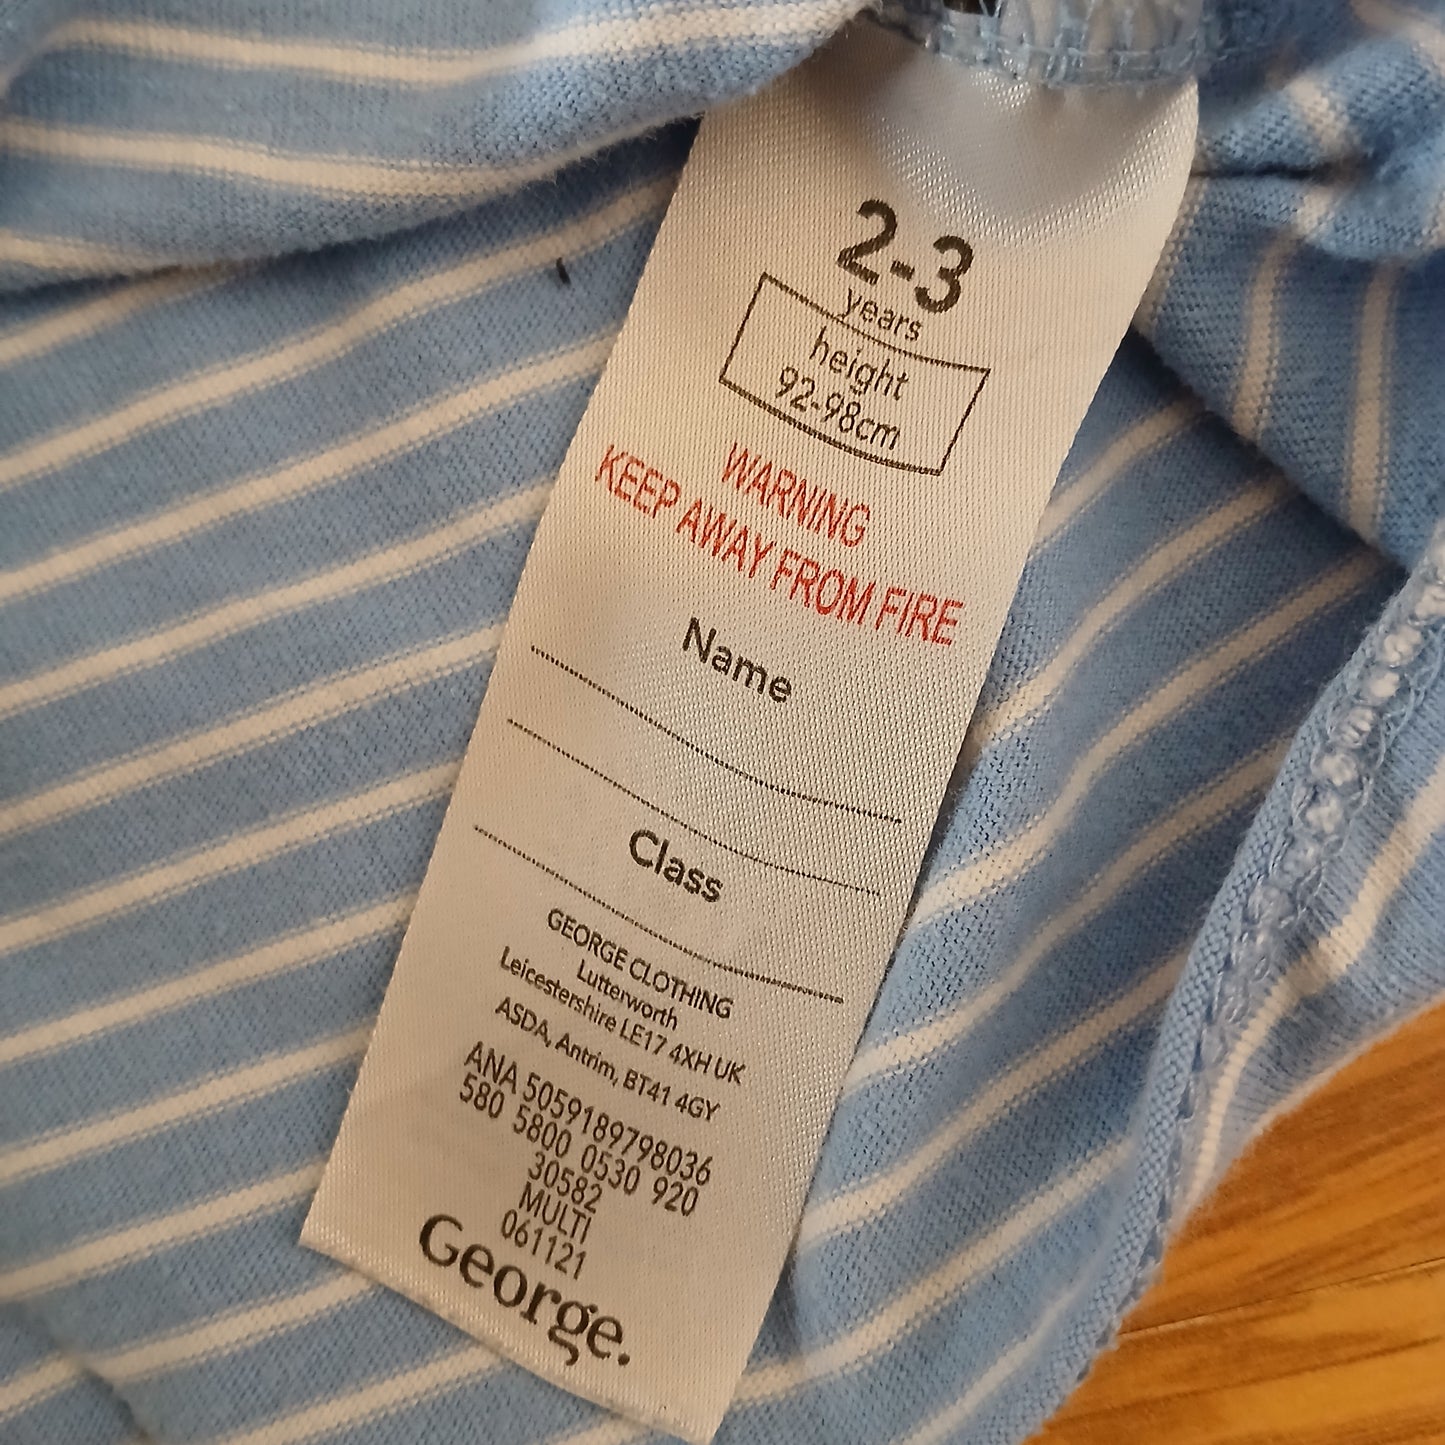 2-3
years
height
92-98cm
WARNING
KEEP AWAY FROM FIRE
Name
Class
GEORGE CLOTHING
Lutterworth
Leicestershire LE17 4XH UK
ASDA, Antrim, BT41 4GY
ANA 5059189798036
580 5800 0530 920
30582
MULTI
061121
George.